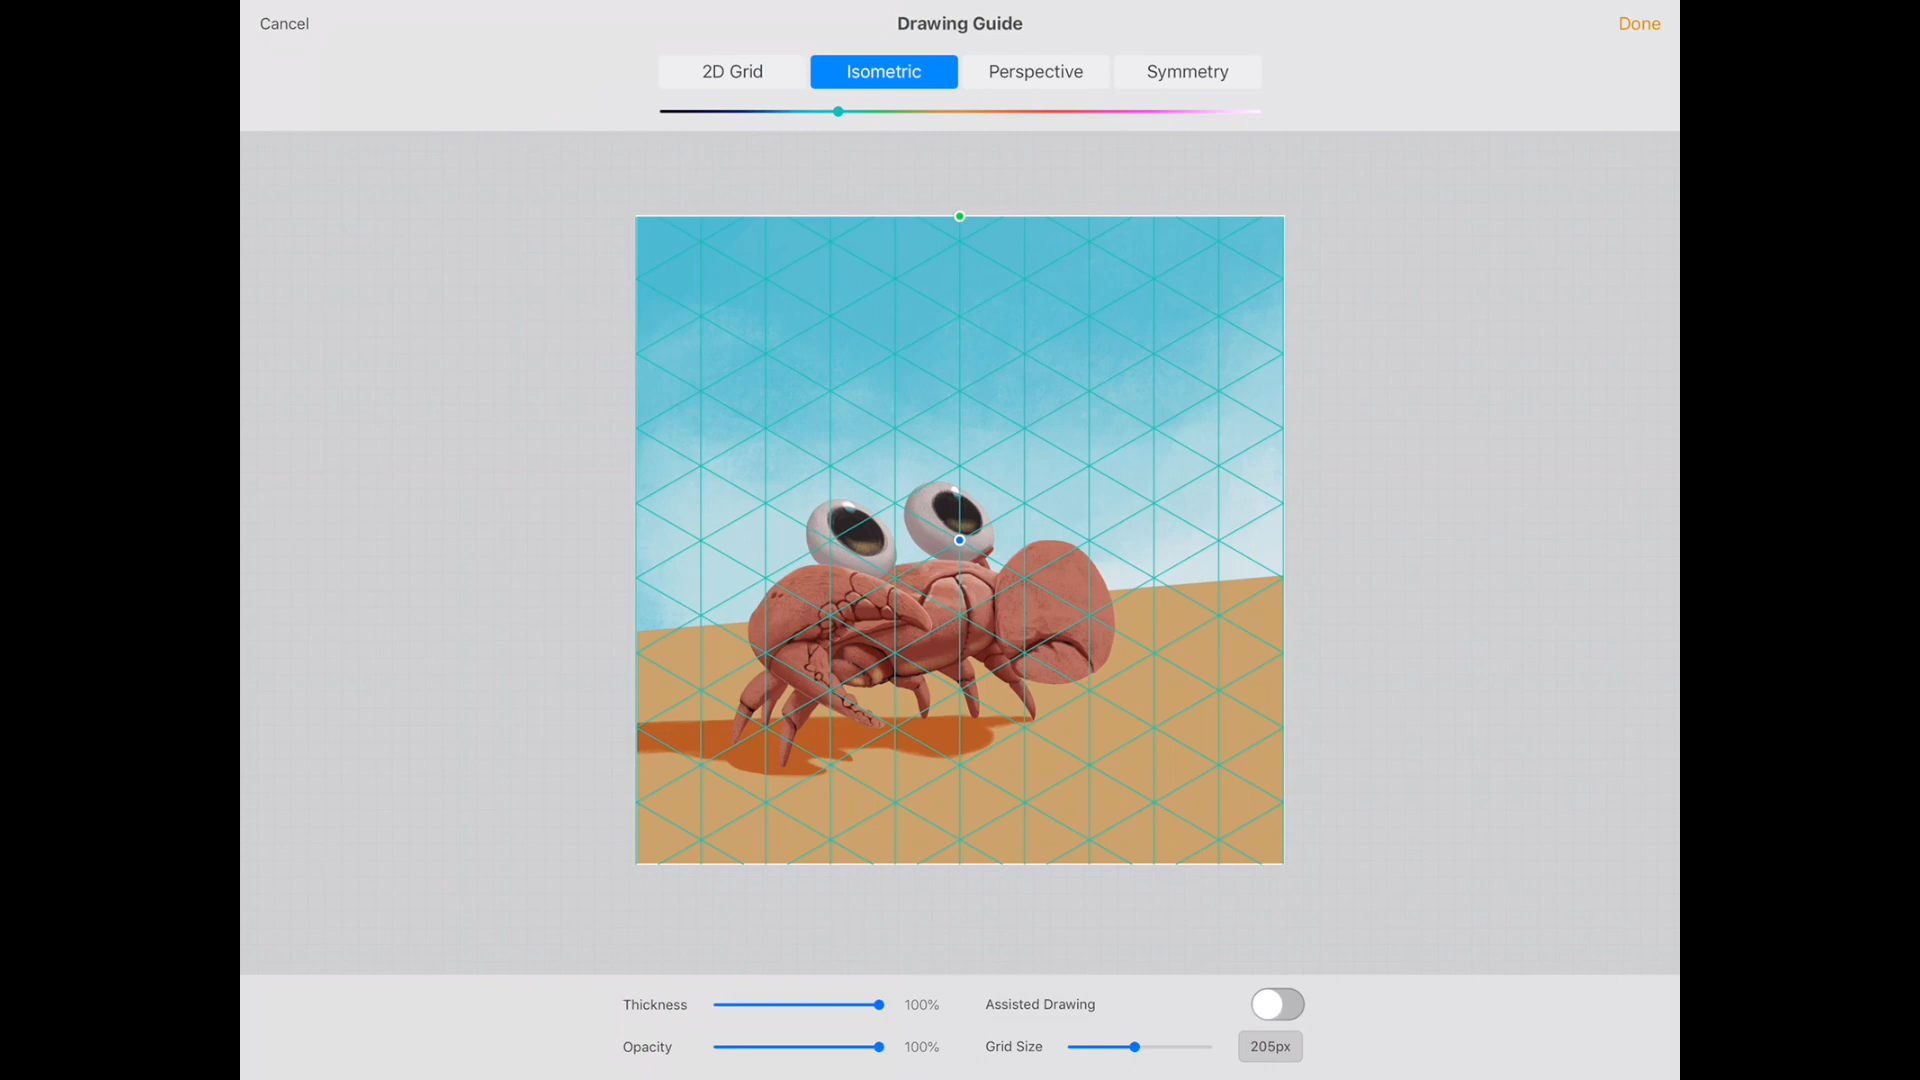 Cancel
Drawing Guide
Done
2D Grid
Isometric
Perspective
Symmetry
Thickness
100%
Assisted Drawing
Opacity
100%
Grid Size
205px